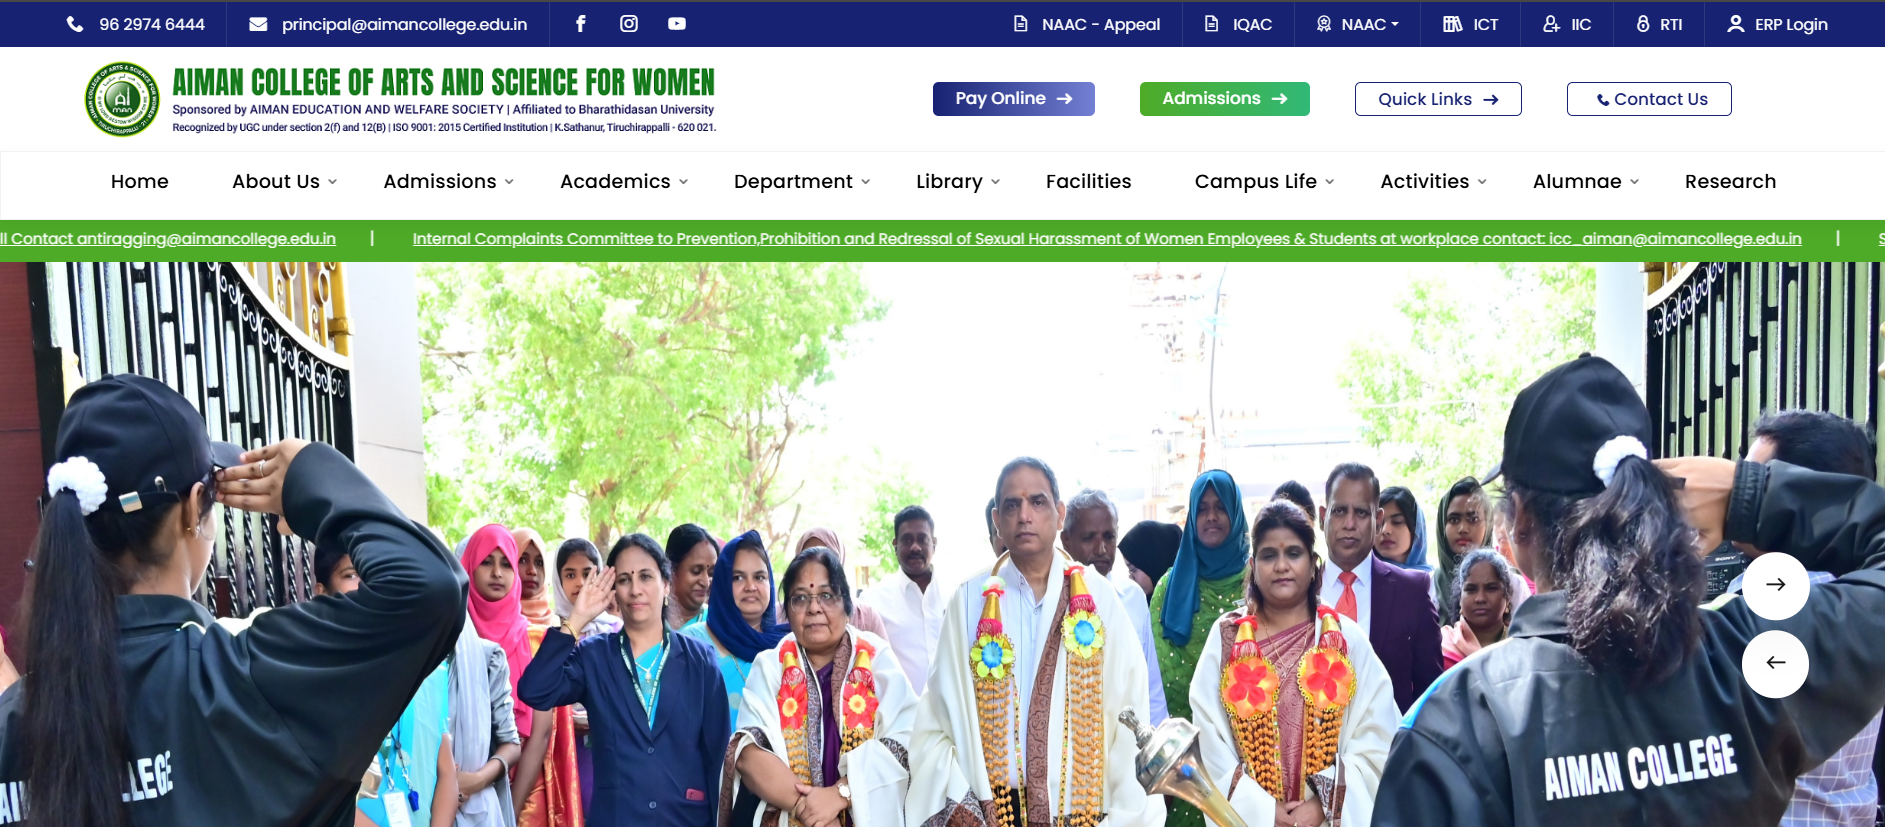 96 2974 6444
principal@aimancollege.edu.in
NAAC - Appeal
IQAC
NAAC
ICT
IIC
RTI
ERP Login
AIMAN COLLEGE OF ARTS AND SCIENCE FOR WOMEN
Sponsored by AIMAN EDUCATION AND WELFARE SOCIETY | Affiliated to Bharathidasan University
Recognized by UGC under section 2(f) and 12(B) | ISO 9001: 2015 Certified Institution | K.Sathanur, Tiruchirappalli - 620 021.
Pay Online
Admissions
Quick Links
Contact Us
Home
About Us
Admissions
Academics
Department
Library
Facilities
Campus Life
Activities
Alumnae
Research
ll Contact antiragging@aimancollege.edu.in | Internal Complaints Committee to Prevention,Prohibition and Redressal of Sexual Harassment of Women Employees & Students at workplace contact: icc_aiman@aimancollege.edu.in | S
AIMAN COLLEGE
SONY